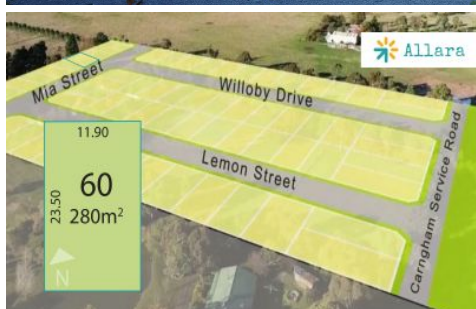 Allara
Mia Street
Willoby Drive
Lemon Street
Carngham Service Road
11.90
23.50
60
280m²
N